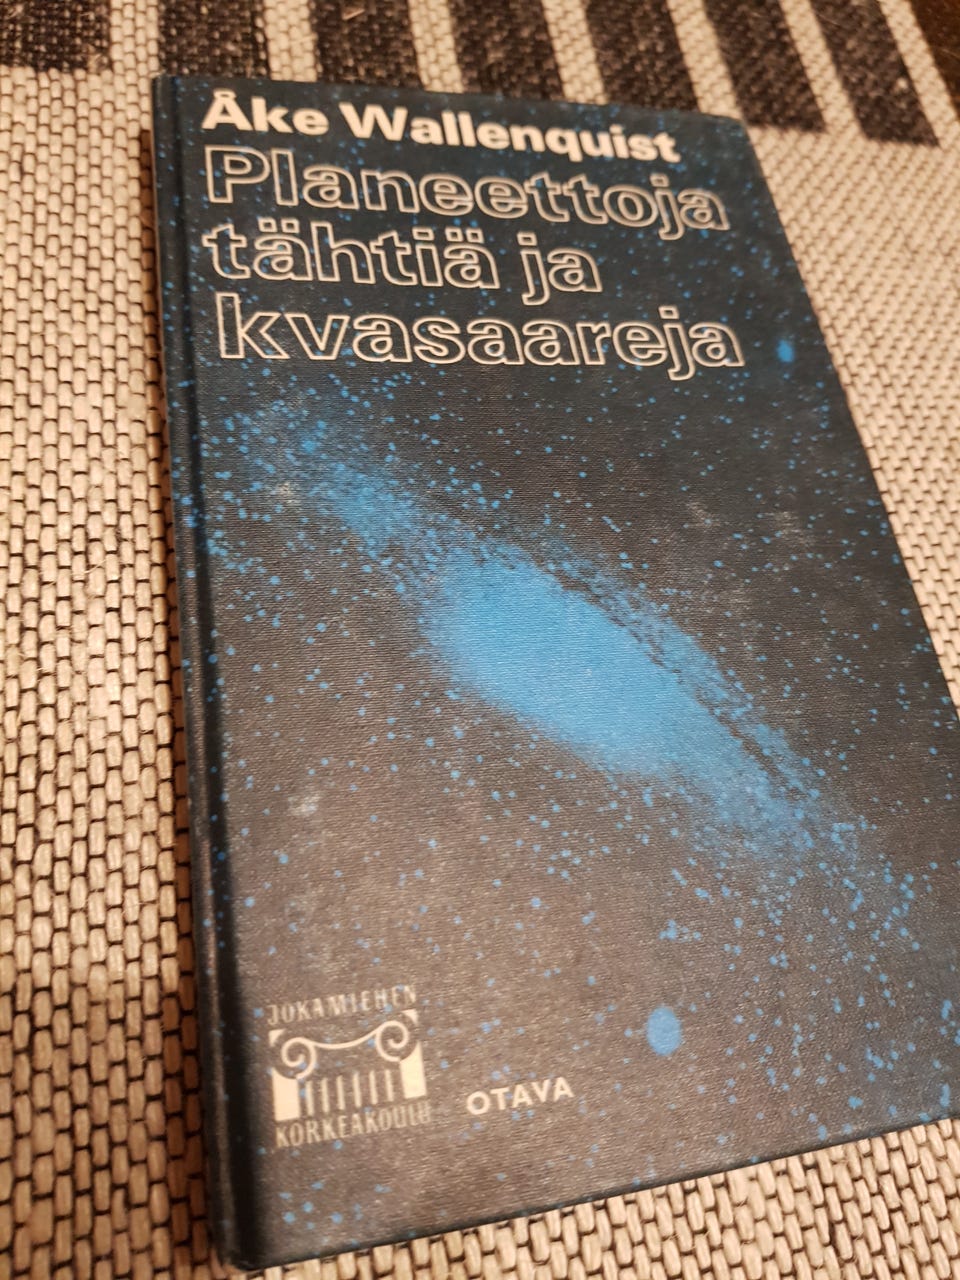 Åke Wallenquist
Planeettoja
tähtiä ja
kvasaareja
JOKAMIEHEN
KORKEAKOULU
OTAVA